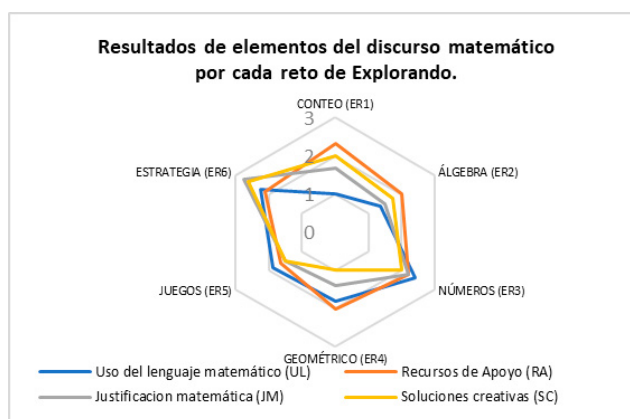 Resultados de elementos del discurso matemático
por cada reto de Explorando.
CONTEO (ER1)
3
2
1
0
ESTRATEGIA (ER6)
ÁLGEBRA (ER2)
JUEGOS (ER5)
NÚMEROS (ER3)
GEOMÉTRICO (ER4)
Uso del lenguaje matemático (UL)
Recursos de Apoyo (RA)
Justificacion matemática (JM)
Soluciones creativas (SC)